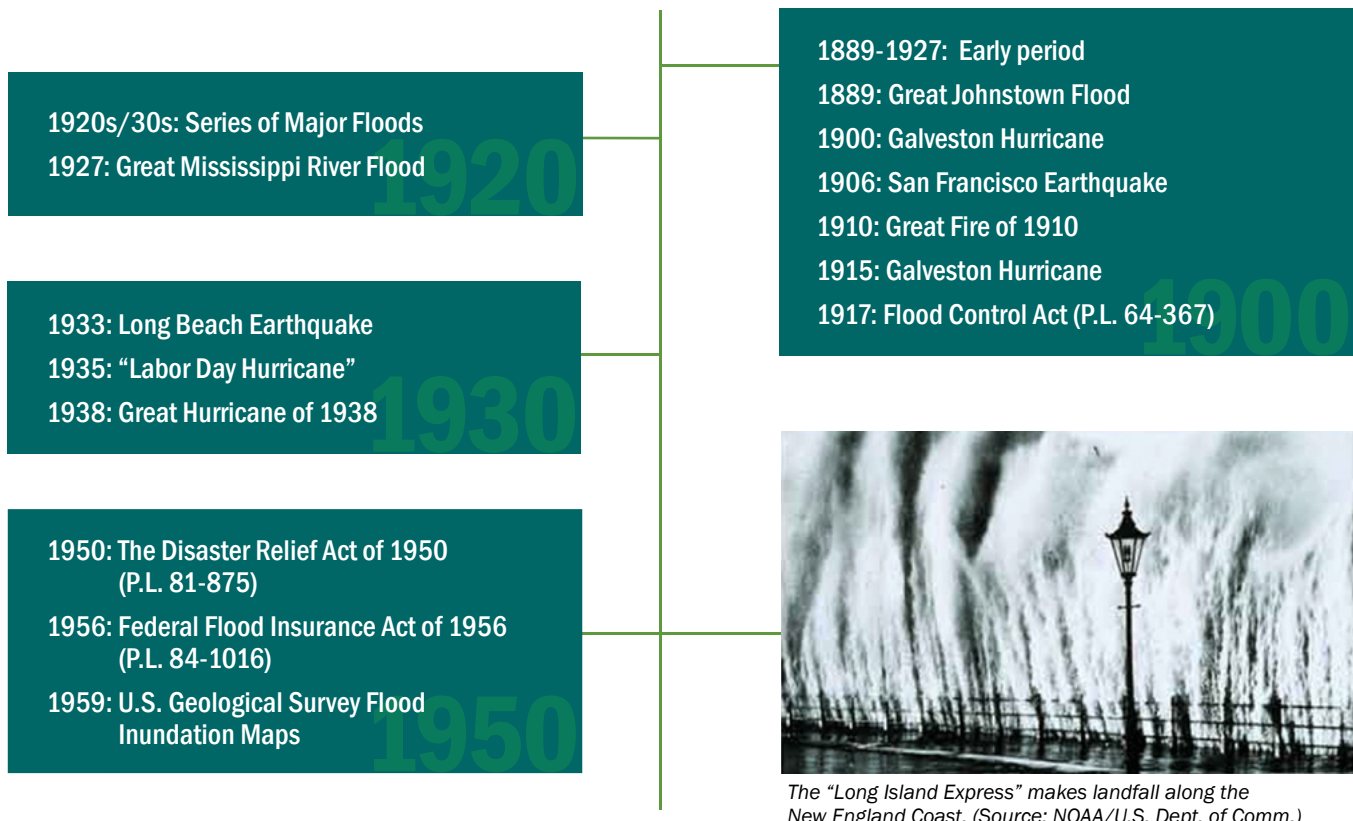 1889-1927: Early period
1889: Great Johnstown Flood
1900: Galveston Hurricane
1906: San Francisco Earthquake
1910: Great Fire of 1910
1915: Galveston Hurricane
1917: Flood Control Act (P.L. 64-367)
1900
1920s/30s: Series of Major Floods
1927: Great Mississippi River Flood
1920
1933: Long Beach Earthquake
1935: “Labor Day Hurricane”
1938: Great Hurricane of 1938
1930
1950: The Disaster Relief Act of 1950
(P.L. 81-875)
1956: Federal Flood Insurance Act of 1956
(P.L. 84-1016)
1959: U.S. Geological Survey Flood
Inundation Maps
1950
The “Long Island Express” makes landfall along the
New England Coast. (Source: NOAA/U.S. Dept. of Comm.)